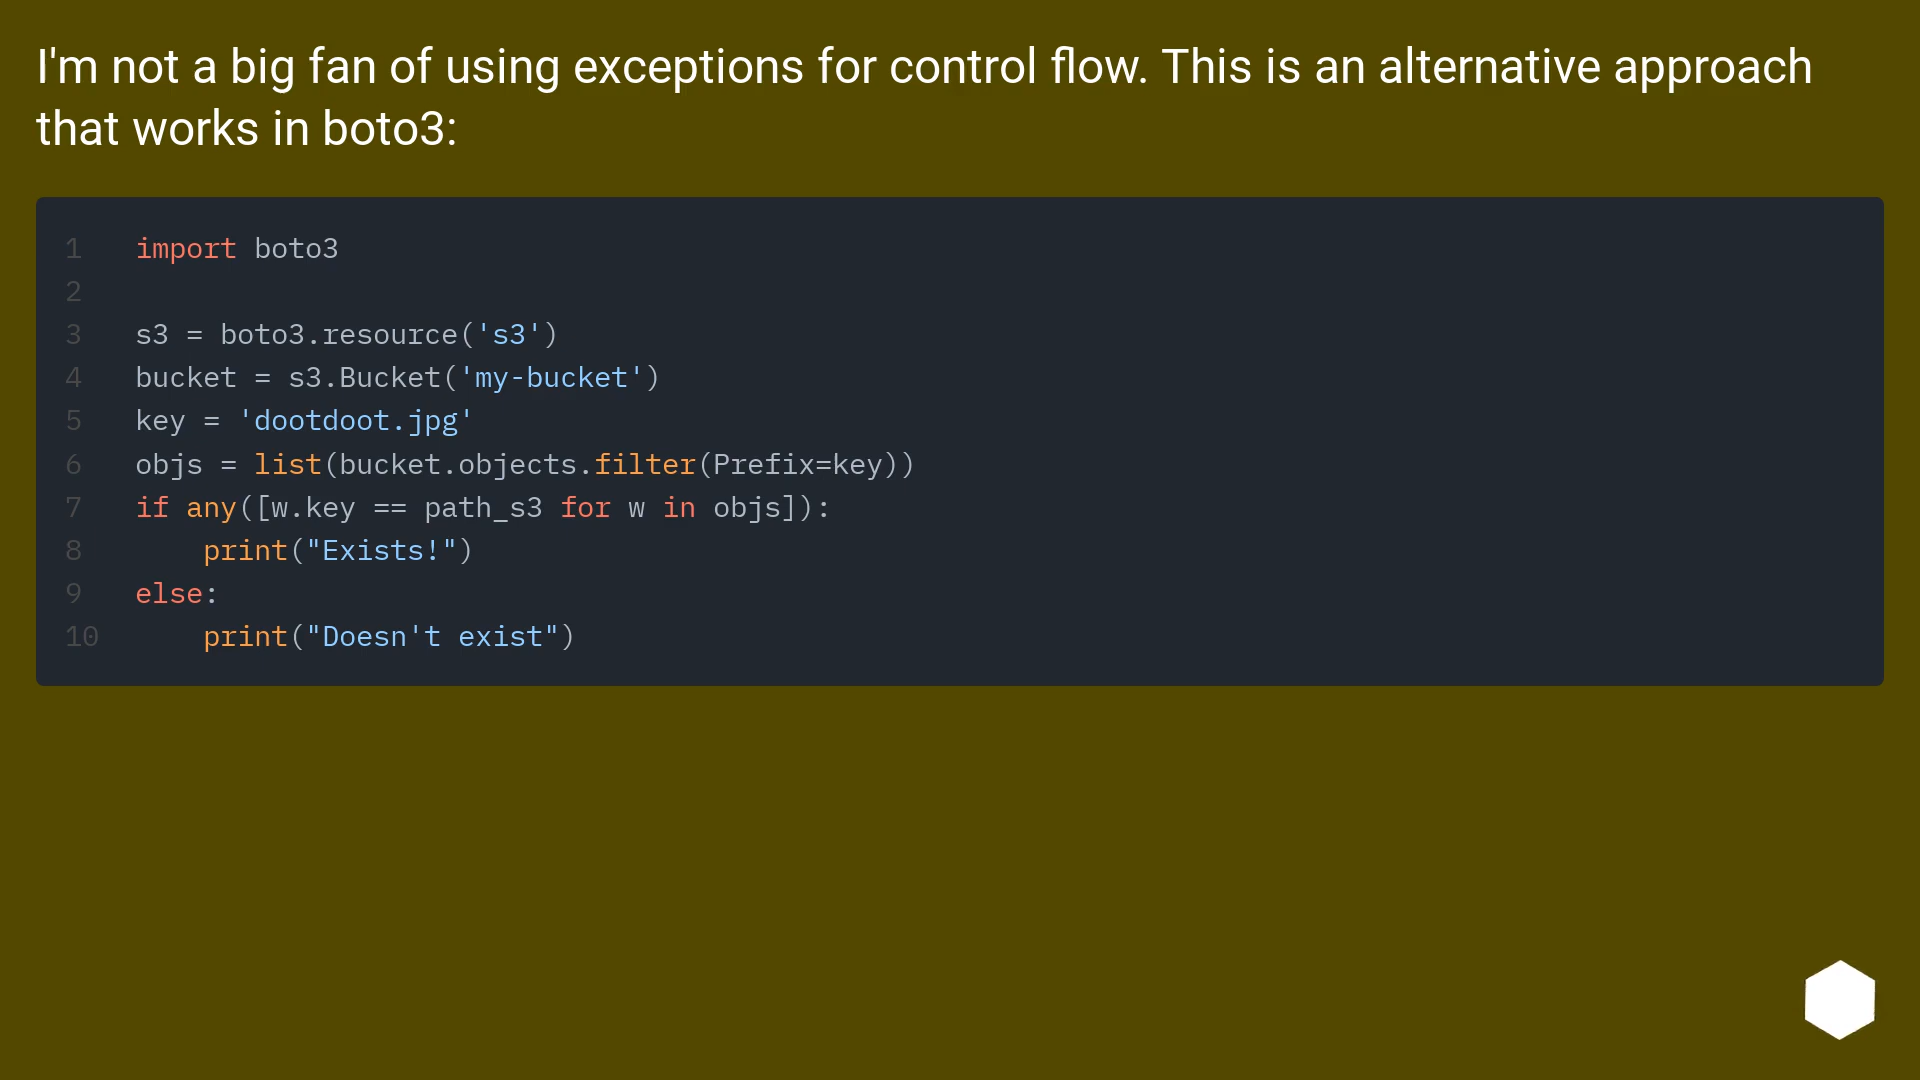 I'm not a big fan of using exceptions for control flow. This is an alternative approach
that works in boto3:
1 import boto3
2
3 s3 = boto3.resource('s3')
4 bucket = s3.Bucket('my-bucket')
5 key = 'dootdoot.jpg'
6 objs = list(bucket.objects.filter(Prefix=key))
7 if any([w.key == path_s3 for w in objs]):
8     print("Exists!")
9 else:
10     print("Doesn't exist")